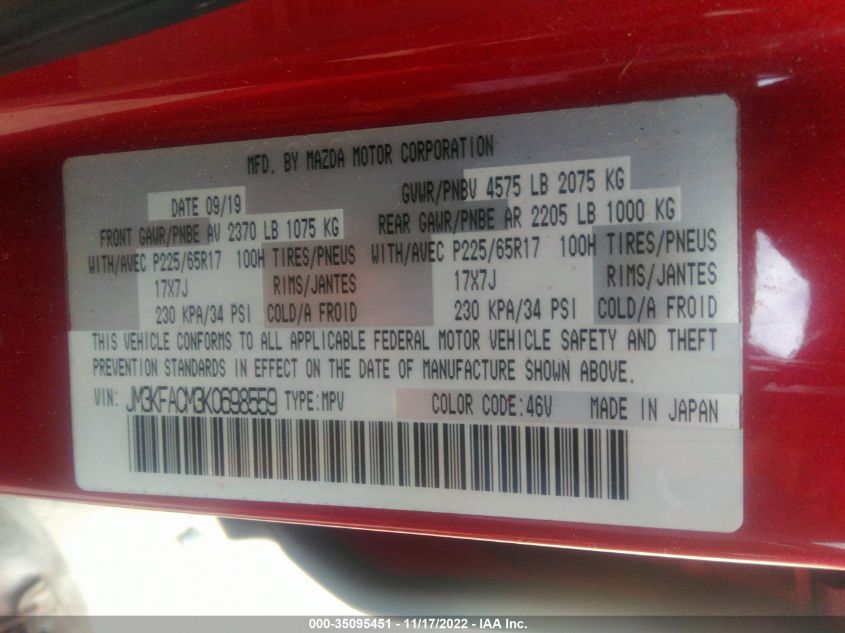 MFD. BY MAZDA MOTOR CORPORATION
DATE 09/19 GVWR/PNBV 4575 LB 2075 KG
FRONT GAWR/PNBE AV 2370 LB 1075 KG REAR GAWR/PNBE AR 2205 LB 1000 KG
WITH/AVEC P225/65R17 100H TIRES/PNEUS WITH/AVEC P225/65R17 100H TIRES/PNEUS
17X7J RIMS/JANTES 17X7J RIMS/JANTES
230 KPA/34 PSI COLD/A FROID 230 KPA/34 PSI COLD/A FROID
THIS VEHICLE CONFORMS TO ALL APPLICABLE FEDERAL MOTOR VEHICLE SAFETY AND THEFT
PREVENTION STANDARDS IN EFFECT ON THE DATE OF MANUFACTURE SHOWN ABOVE.
VIN: JM3KFACM3K0698559 TYPE:MPV COLOR CODE:46V MADE IN JAPAN
000-35095451 - 11/17/2022 - IAA Inc.